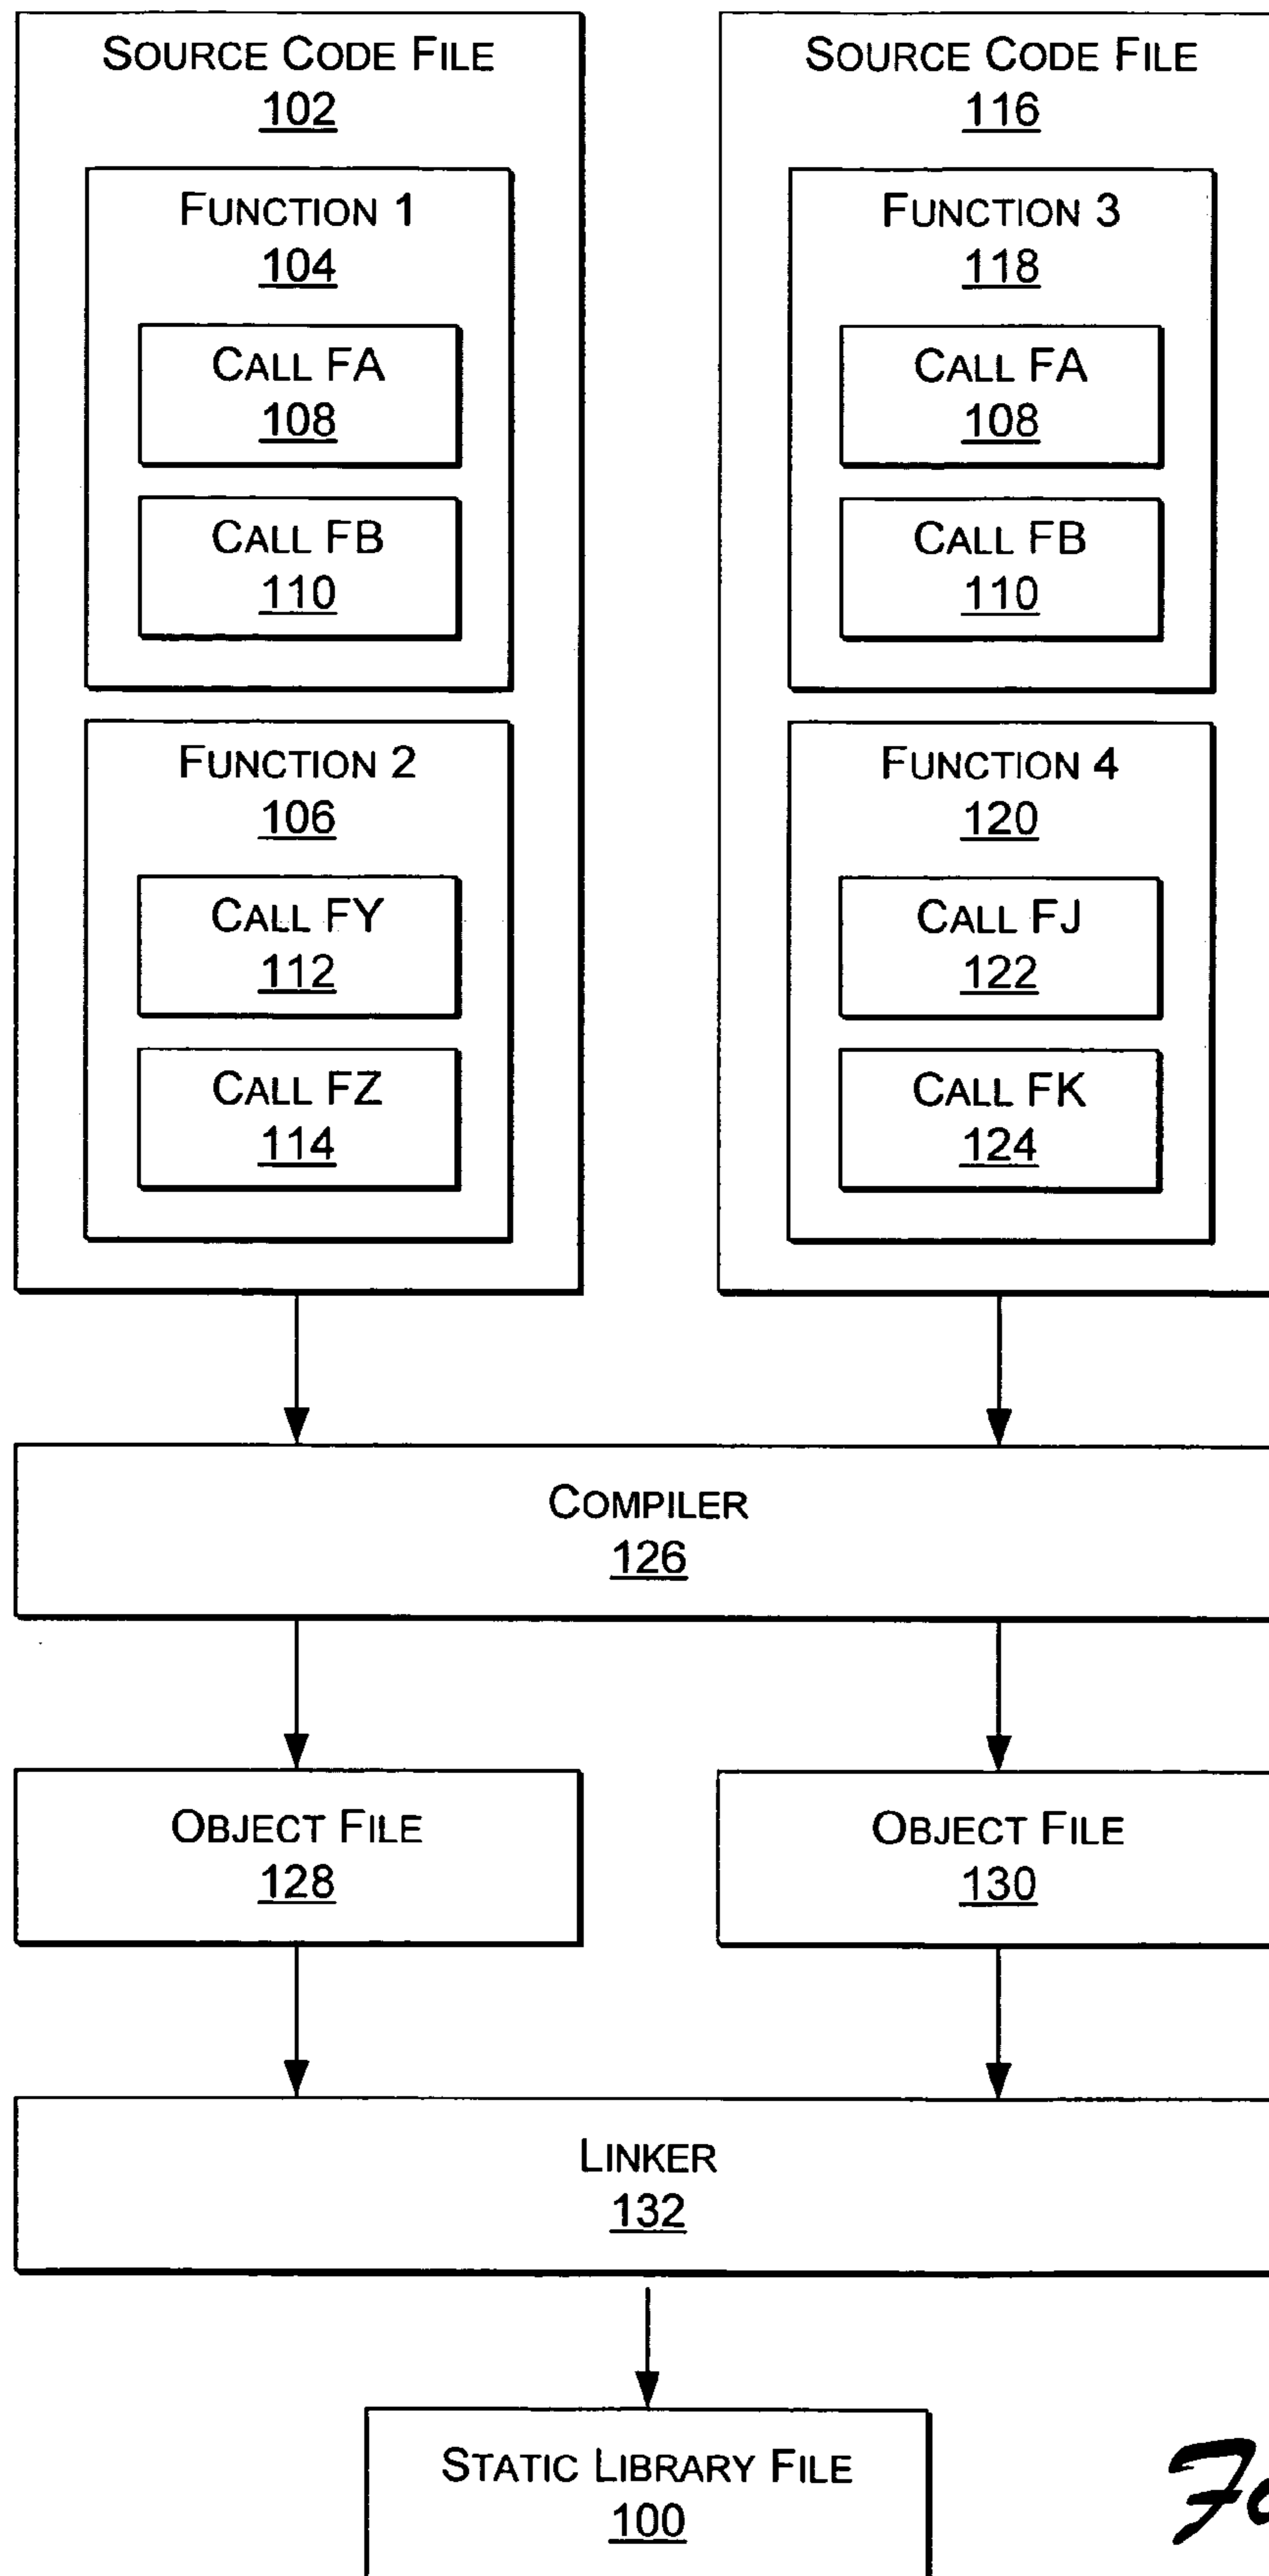 SOURCE CODE FILE
102
FUNCTION 1
104
CALL FA
108
CALL FB
110
FUNCTION 2
106
CALL FY
112
CALL FZ
114
SOURCE CODE FILE
116
FUNCTION 3
118
CALL FA
108
CALL FB
110
FUNCTION 4
120
CALL FJ
122
CALL FK
124
COMPILER
126
OBJECT FILE
128
OBJECT FILE
130
LINKER
132
STATIC LIBRARY FILE
100